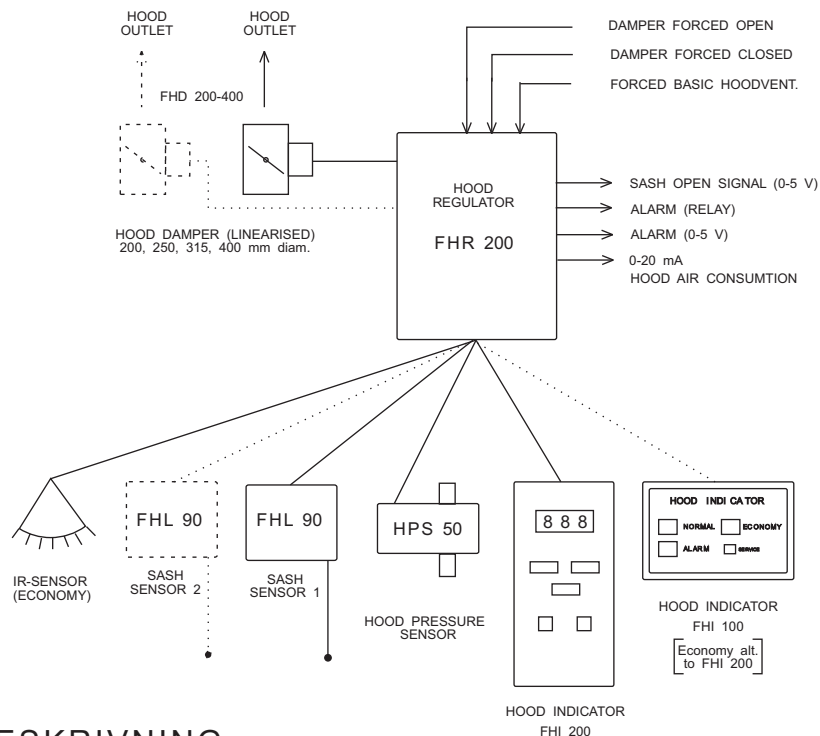 HOOD
OUTLET
HOOD
OUTLET
FHD 200-400
HOOD DAMPER (LINEARISED)
200, 250, 315, 400 mm diam.
DAMPER FORCED OPEN
DAMPER FORCED CLOSED
FORCED BASIC HOODVENT.
HOOD
REGULATOR
FHR 200
SASH OPEN SIGNAL (0-5 V)
ALARM (RELAY)
ALARM (0-5 V)
0-20 mA
HOOD AIR CONSUMTION
IR-SENSOR
(ECONOMY)
FHL 90
SASH
SENSOR 2
FHL 90
SASH
SENSOR 1
HPS 50
HOOD PRESSURE
SENSOR
888
HOOD INDICATOR
FHI 200
HOOD INDICATOR
NORMAL
ECONOMY
ALARM
SERVICE
HOOD INDICATOR
FHI 100
Economy alt.
to FHI 200